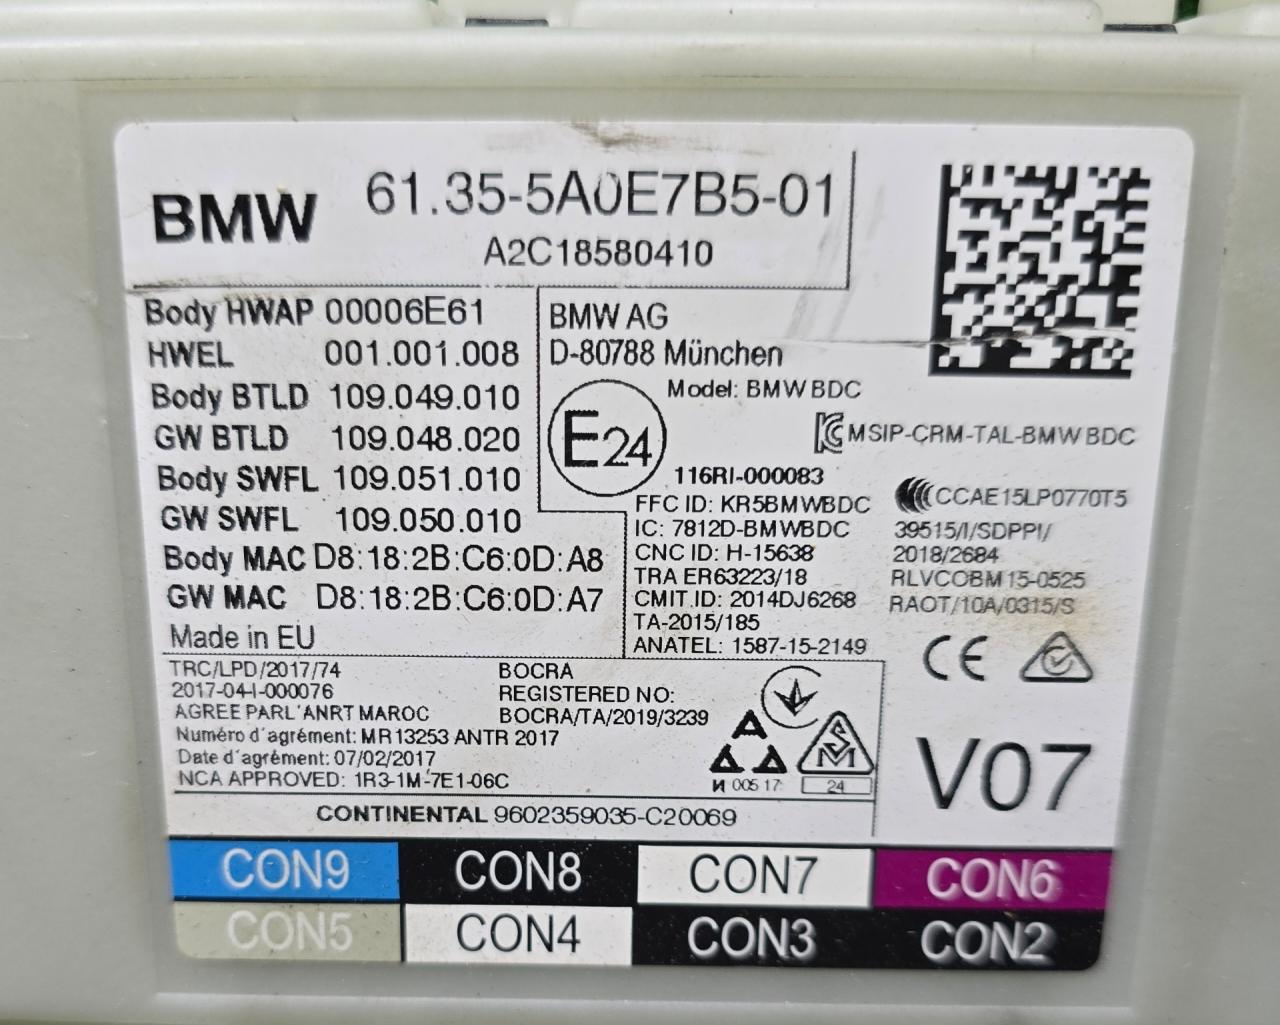 BMW 61.35-5A0E7B5-01
A2C18580410
Body HWAP 00006E61
HWEL 001.001.008
Body BTLD 109.049.010
GW BTLD 109.048.020
Body SWFL 109.051.010
GW SWFL 109.050.010
Body MAC D8:18:2B:C6:0D:A8
GW MAC D8:18:2B:C6:0D:A7
Made in EU
BMW AG
D-80788 München
Model: BMW BDC
E24
MSIP-CRM-TAL-BMW BDC
116RI-000083
FFC ID: KR5BMWBDC
IC: 7812D-BMWBDC
CNC ID: H-15638
TRA ER63223/18
CMIT.ID: 2014DJ6268
TA-2015/185
ANATEL: 1587-15-2149
CCAE15LP0770T5
39515/I/SDPPI/
2018/2684
RLVCOBM15-0525
RAOT/10A/0315/S
CE
TRC/LPD/2017/74
2017-04-I-000076
AGREE PARL'ANRT MAROC
Numéro d'agrément: MR 13253 ANTR 2017
Date d'agrément: 07/02/2017
NCA APPROVED: 1R3-1M-7E1-06C
BOCRA
REGISTERED NO:
BOCRA/TA/2019/3239
И 005 17
24
V07
CONTINENTAL 9602359035-C20069
CON9 CON8 CON7 CON6
CON5 CON4 CON3 CON2